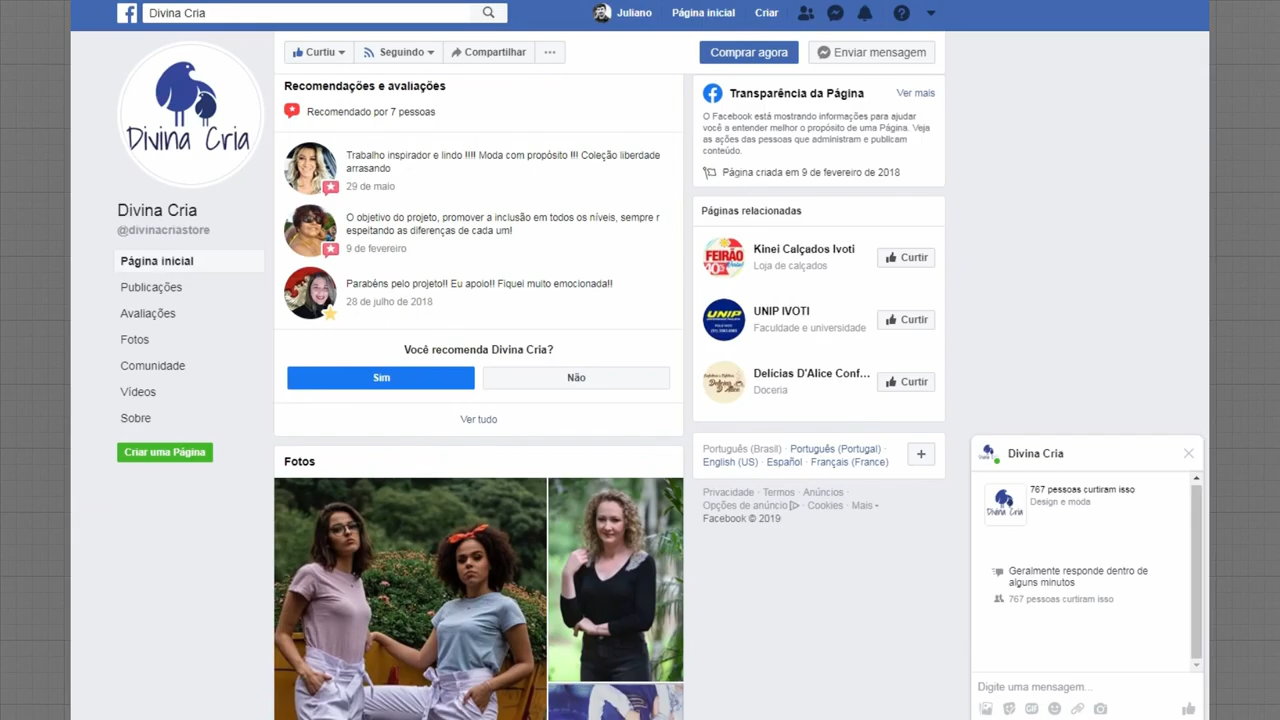 Divina Cria
Juliano
Página inicial
Criar
Curtiu
Seguindo
Compartilhar
Comprar agora
Enviar mensagem
Divina Cria
Divina Cria
@divinacriastore
Página inicial
Publicações
Avaliações
Fotos
Comunidade
Vídeos
Sobre
Criar uma Página
Recomendações e avaliações
Recomendado por 7 pessoas
Trabalho inspirador e lindo !!!! Moda com propósito !!! Coleção liberdade
arrasando
29 de maio
O objetivo do projeto, promover a inclusão em todos os níveis, sempre r
espeitando as diferenças de cada um!
9 de fevereiro
Parabéns pelo projeto!! Eu apoio!! Fiquei muito emocionada!!
28 de julho de 2018
Você recomenda Divina Cria?
Sim
Não
Ver tudo
Fotos
Transparência da Página
Ver mais
O Facebook está mostrando informações para ajudar
você a entender melhor o propósito de uma Página. Veja
as ações das pessoas que administram e publicam
conteúdo.
Página criada em 9 de fevereiro de 2018
Páginas relacionadas
FEIRÃO
Kinei Calçados Ivoti
Loja de calçados
Curtir
UNIP
UNIP IVOTI
Faculdade e universidade
Curtir
Delícias D'Alice Conf...
Doceria
Curtir
Português (Brasil) · Português (Portugal) ·
English (US) · Español · Français (France)
Privacidade · Termos · Anúncios ·
Opções de anúncio · Cookies · Mais
Facebook © 2019
Divina Cria
Divina Cria
767 pessoas curtiram isso
Design e moda
Geralmente responde dentro de
alguns minutos
767 pessoas curtiram isso
Digite uma mensagem...
GIF